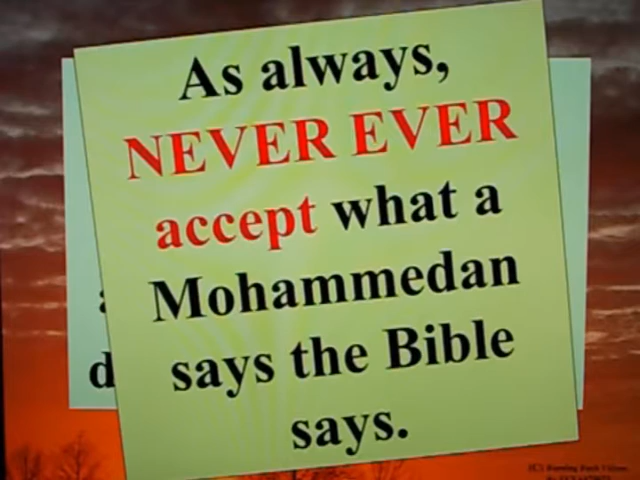 As always,
NEVER EVER
accept what a
Mohammedan
says the Bible
says.
d